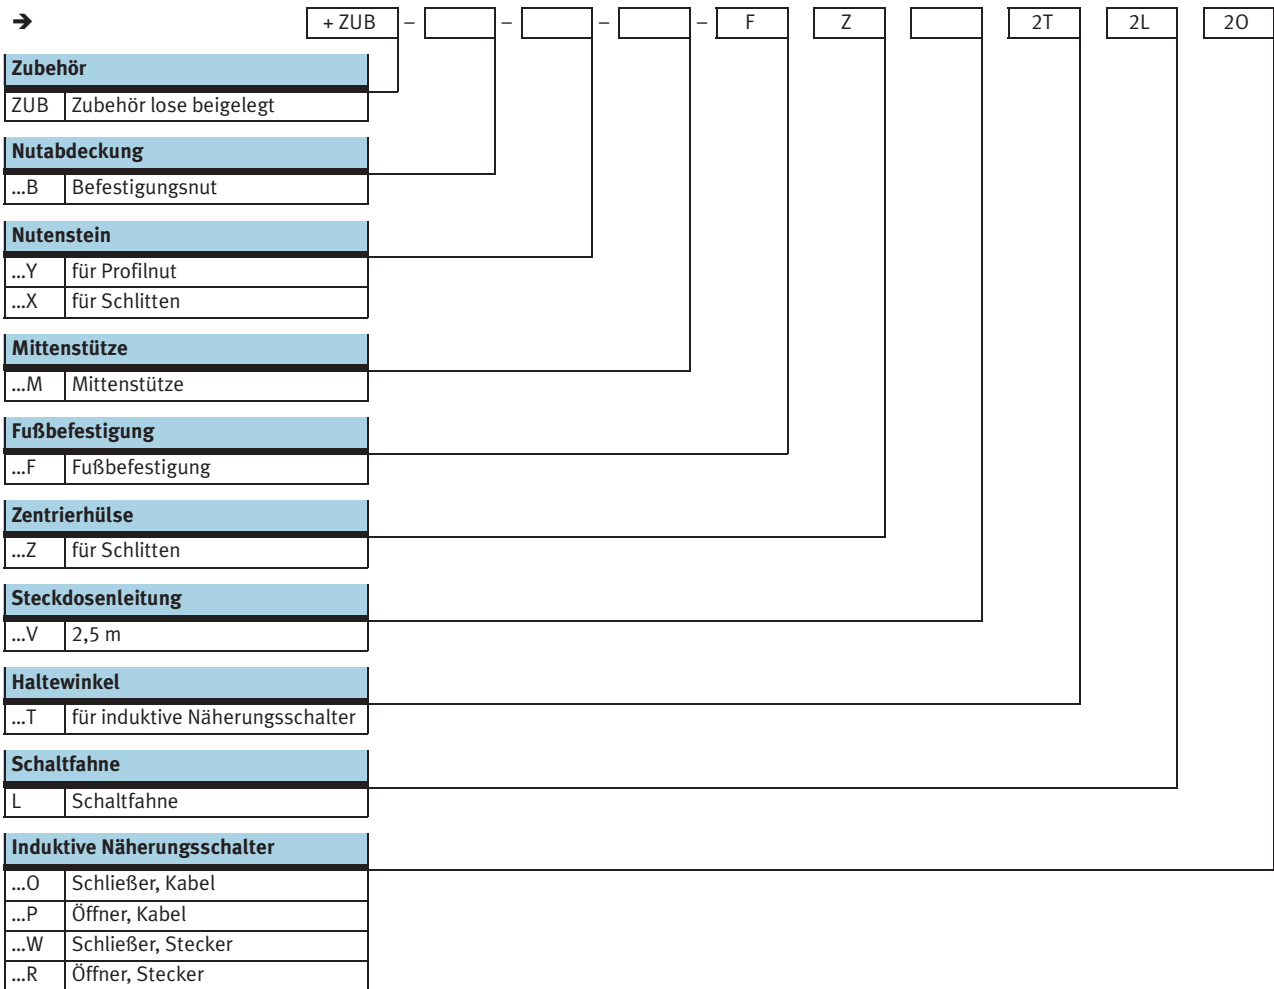 ➔ + ZUB – – – – F Z 2T 2L 2O
Zubehör
ZUB Zubehör lose beigelegt
Nutabdeckung
...B Befestigungsnut
Nutenstein
...Y für Profilnut
...X für Schlitten
Mittenstütze
...M Mittenstütze
Fußbefestigung
...F Fußbefestigung
Zentrierhülse
...Z für Schlitten
Steckdosenleitung
...V 2,5 m
Haltewinkel
...T für induktive Näherungsschalter
Schaltfahne
L Schaltfahne
Induktive Näherungsschalter
...O Schließer, Kabel
...P Öffner, Kabel
...W Schließer, Stecker
...R Öffner, Stecker